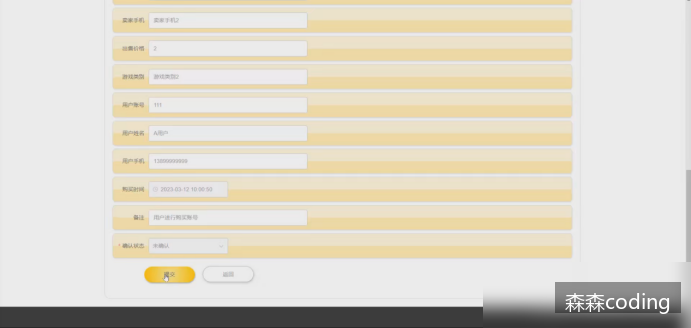 卖家手机 卖家手机2
出售价格 2
游戏类型 游戏类型2
用户账号 111
用户姓名 A用户
用户手机
购买时间 2023-03-12 10:00:50
备注 用户进行购买账号
* 确认状态 未确认
提交 返回
森森coding